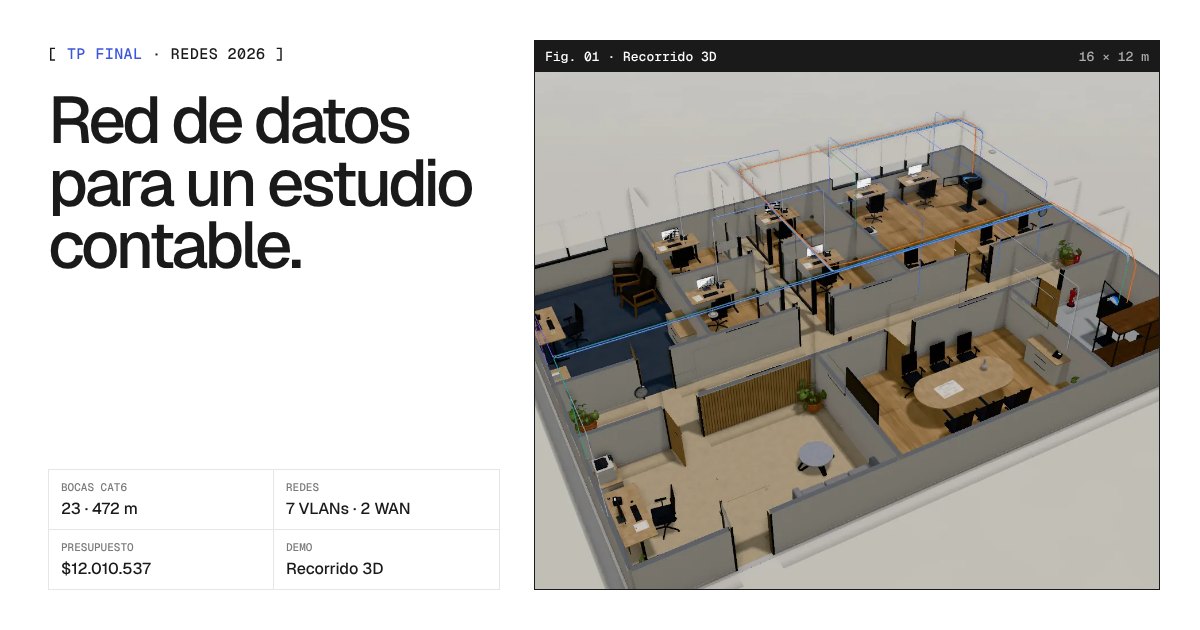 [ TP FINAL · REDES 2026 ]
Red de datos
para un estudio
contable.
BOCAS CAT6
23 · 472 m
REDES
7 VLANs · 2 WAN
PRESUPUESTO
$12.010.537
DEMO
Recorrido 3D
Fig. 01 · Recorrido 3D
16 × 12 m